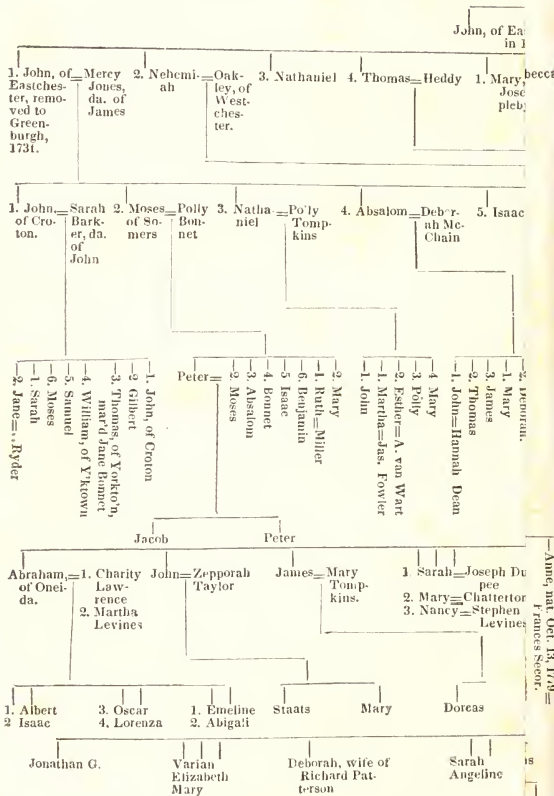 John, of Ea
in 1
1. John, of = Mercy
Eastches-
ter, remo-
ved to
Green-
burgh,
1731.
Jones,
da. of
James
2. Nehemi-
ah
= Oak-
ley, of
West-
ches-
ter.
3. Nathaniel
4. Thomas = Heddy
1. Mary,
Jose
pleb
becca
1. John, = Sarah
of Cro-
ton.
Bark-
er, da.
of
John
2. Moses = Polly
of So-
mers
Bon-
net
3. Natha-
niel
= Polly
Tomp-
kins
4. Absalom = Debor-
ah Mc-
Chain
5. Isaac
2. Jane = .. Ryder
1. Sarah
6. Moses
5. Samuel
4. William, of Y'ktown
3. Thomas, of Yorkto'n,
mar'd Jane Bonnet
2 Gilbert
1. John, of Croton
Peter =
2 Moses
3. Absalom
4. Bonnet
5 Isaac
6. Benjamin
1. Ruth = Miller
2. Mary
1. John
1. Martha = Jas. Fowler
2. Esther = A. van Wart
3. Polly
4 Mary
1. John = Hannah Dean
2. Thomas
3. James
1. Mary
2. Deborah.
Jacob
Peter
Abraham, = 1. Charity
of Onei-
da.
Law-
rence
2. Martha
Levines
John = Zepporah
Taylor
James = Mary
Tomp-
kins.
1 Sarah = Joseph Du
pee
2. Mary = Chatterton
3. Nancy = Stephen
Levines
—Anne, nat. Oct. 13, 1779 =
Frances Secor.
1. Albert
2 Isaac
3. Oscar
4. Lorenza
1. Emeline
2. Abigail
Staats
Mary
Dorcas
Jonathan G.
Varian
Elizabeth
Mary
Deborah, wife of
Richard Pat-
terson
Sarah
Angeline
is